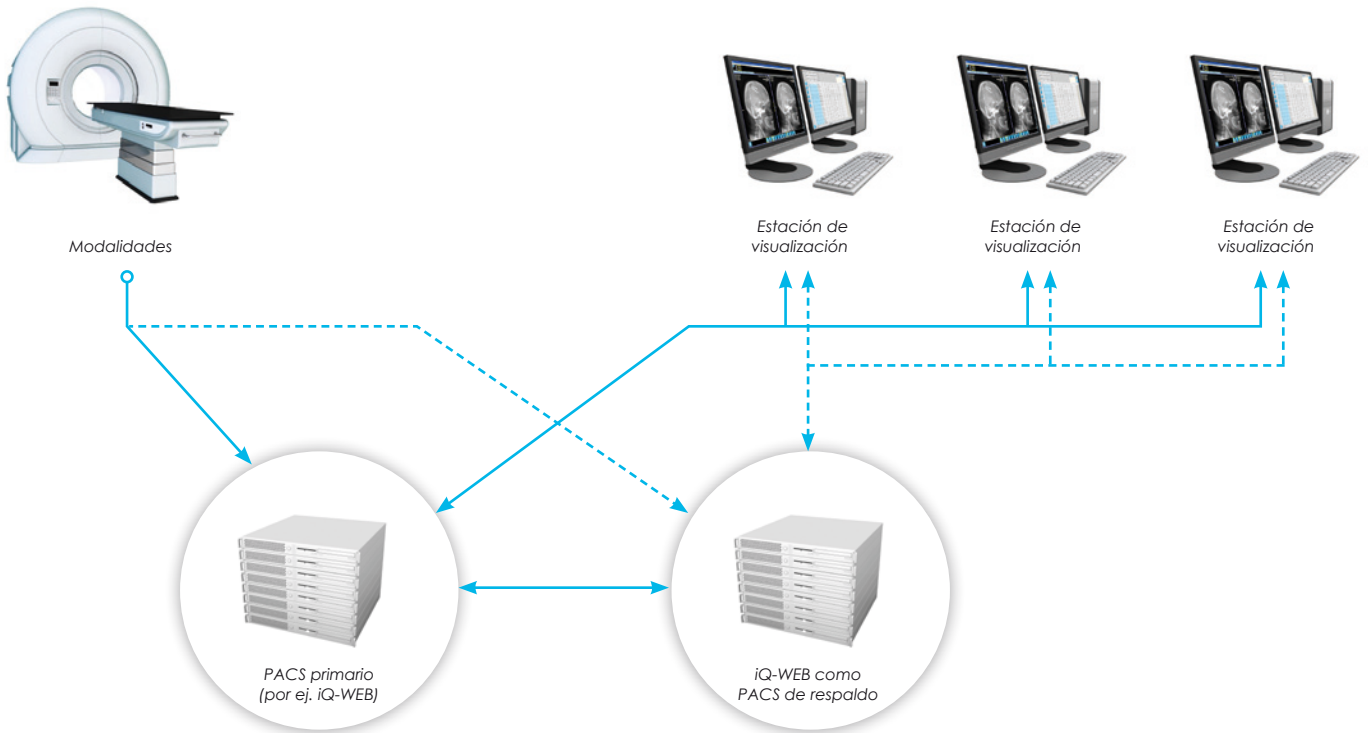 Modalidades
Estación de
visualización
Estación de
visualización
Estación de
visualización
PACS primario
(por ej. iQ-WEB)
iQ-WEB como
PACS de respaldo